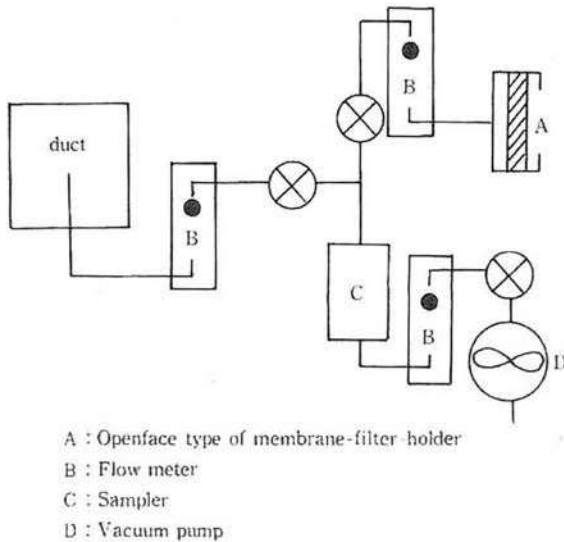 B
duct
B
A
B
C
B
D
A : Openface type of membrane-filter-holder
B : Flow meter
C : Sampler
D : Vacuum pump